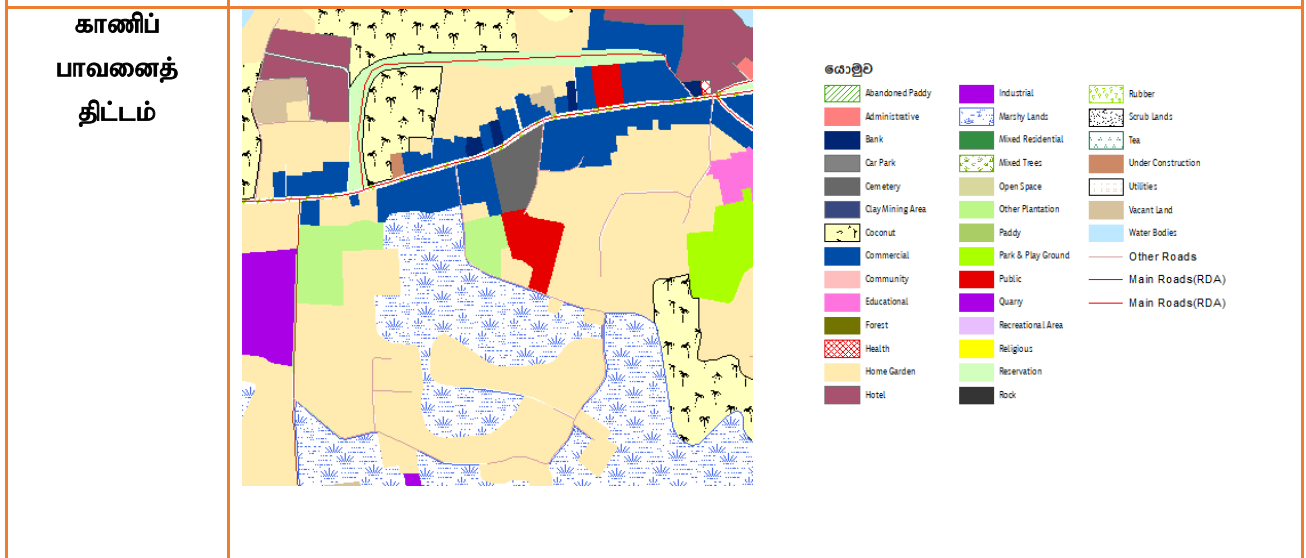 காணிப்
பாவனைத்
திட்டம்
යොමුව
Abandoned Paddy
Administrative
Bank
Car Park
Cemetery
Clay Mining Area
Coconut
Commercial
Community
Educational
Forest
Health
Home Garden
Hotel
Industrial
Marshy Lands
Mixed Residential
Mixed Trees
Open Space
Other Plantation
Paddy
Park & Play Ground
Public
Quarry
Recreational Area
Religious
Reservation
Rock
Rubber
Scrub Lands
Tea
Under Construction
Utilities
Vacant Land
Water Bodies
Other Roads
Main Roads(RDA)
Main Roads(RDA)